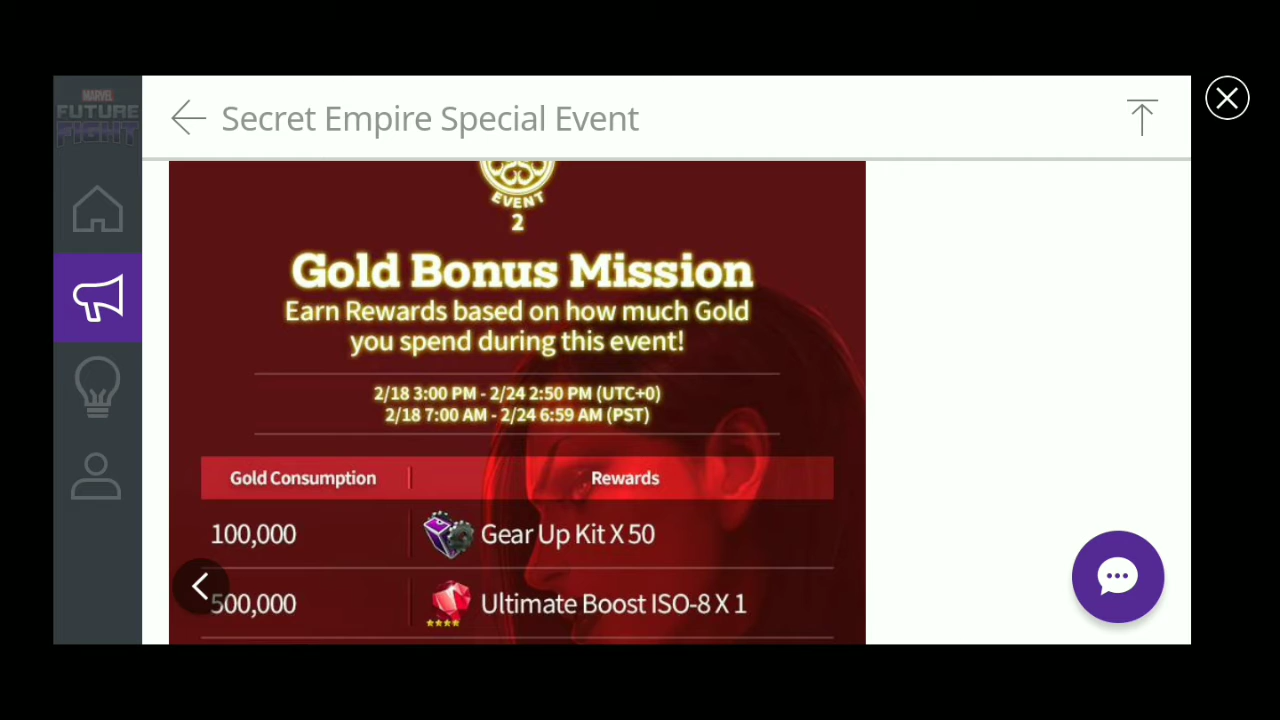 MARVEL
FUTURE
FIGHT
Secret Empire Special Event
EVENT
2
Gold Bonus Mission
Earn Rewards based on how much Gold
you spend during this event!
2/18 3:00 PM - 2/24 2:50 PM (UTC+0)
2/18 7:00 AM - 2/24 6:59 AM (PST)
Gold Consumption Rewards
100,000 Gear Up Kit X 50
500,000 Ultimate Boost ISO-8 X 1